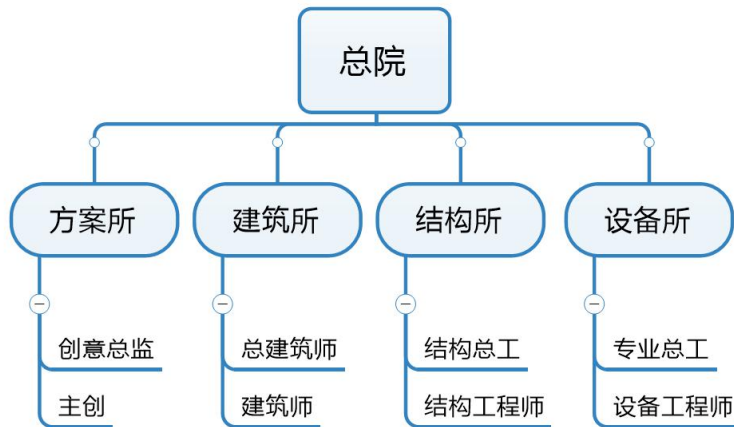 总院
方案所
建筑所
结构所
设备所
创意总监
总建筑师
结构总工
专业总工
主创
建筑师
结构工程师
设备工程师